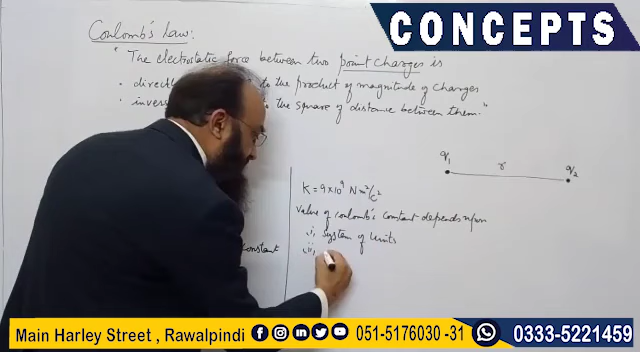 CONCEPTS
Coulomb's Law:
"The electrostatic force between two point charges is
. directly to the product of magnitude of charges
. inversely to the square of distance between them."
q1 r q2
K = 9×10⁹ N-m²/C²
Value of coulomb's constant depends upon
(i) System of Units
constant
(ii)
Main Harley Street , Rawalpindi 051-5176030 -31 0333-5221459